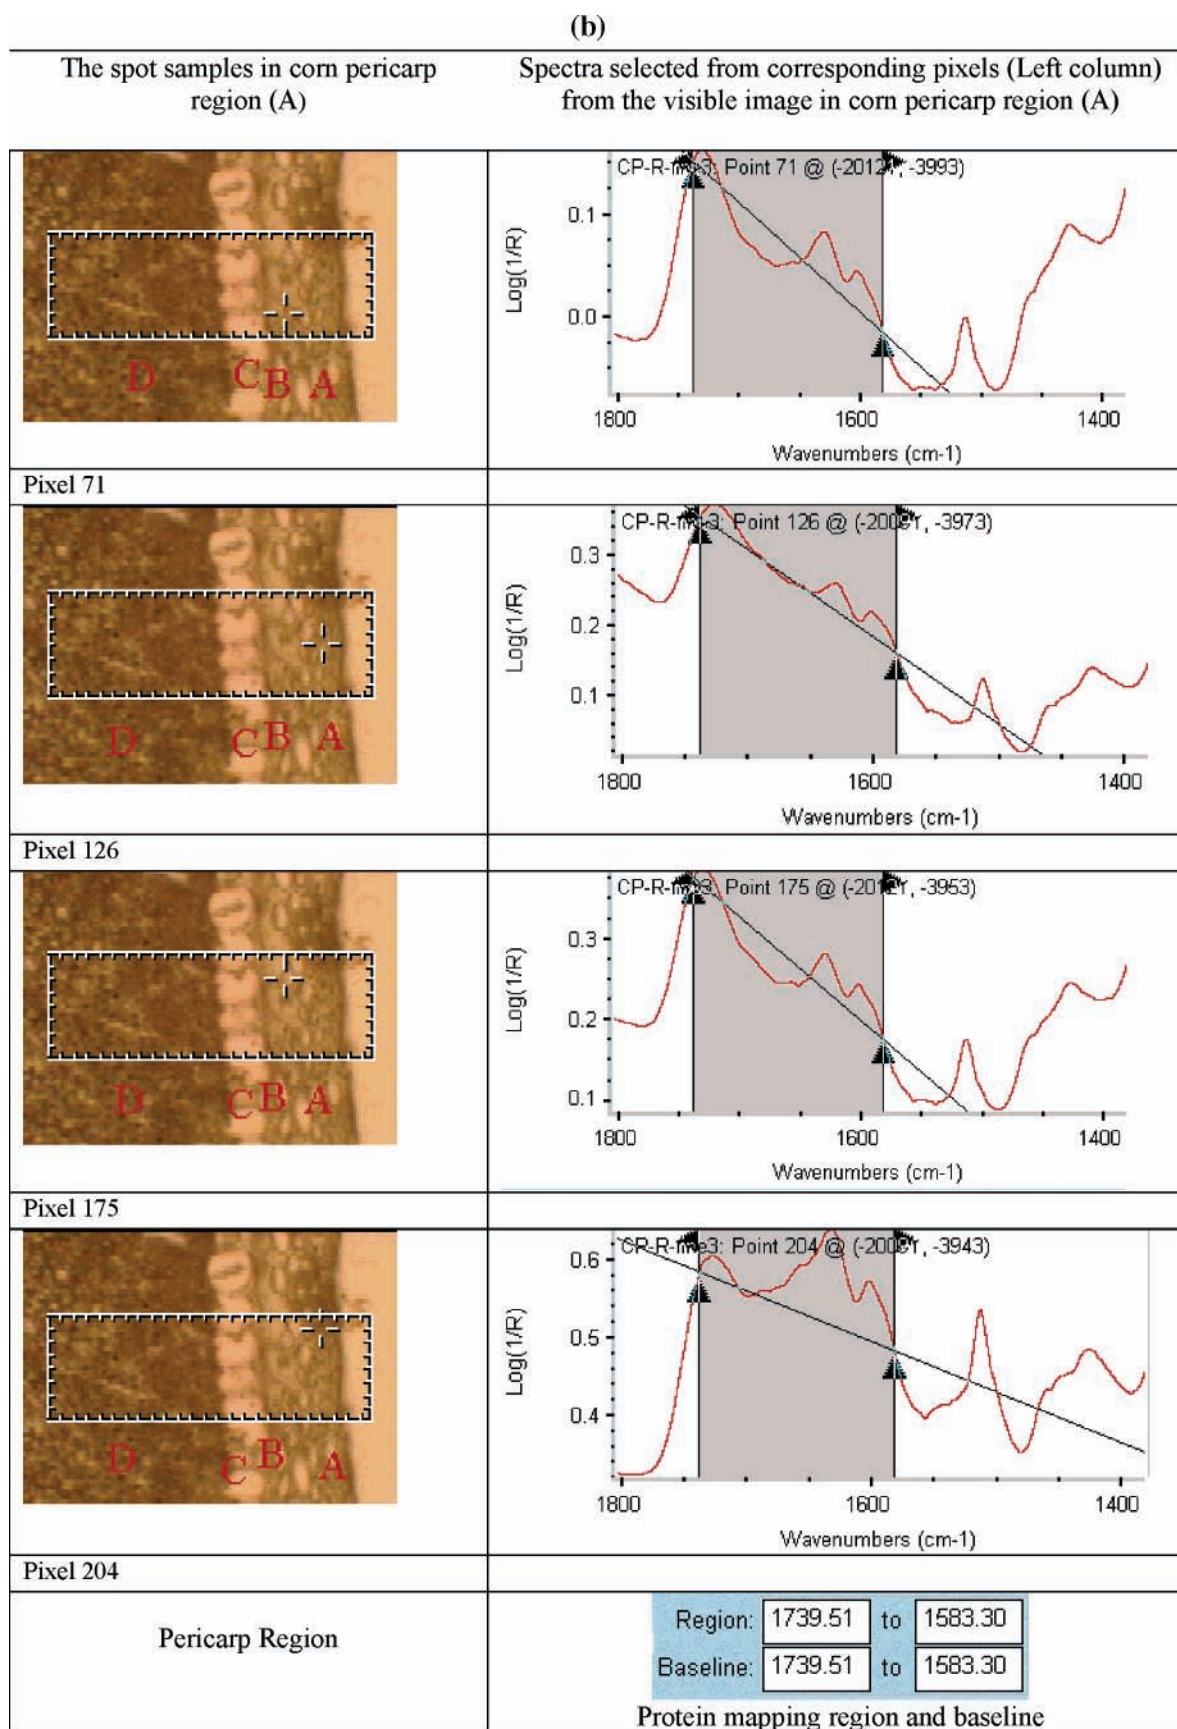 (b)
The spot samples in corn pericarp
region (A)
Spectra selected from corresponding pixels (Left column)
from the visible image in corn pericarp region (A)
D C B A
CP-R- 3: Point 71 @ , -3993)
0.1
0.0
Log(1/R)
1800 1600 1400
Wavenumbers (cm-1)
Pixel 71
D C B A
CP-R- 3: Point 126 @ , -3973)
0.3
0.2
0.1
Log(1/R)
1800 1600 1400
Wavenumbers (cm-1)
Pixel 126
D C B A
Point 175 @ , -3953)
0.3
0.2
0.1
Log(1/R)
1800 1600 1400
Wavenumbers (cm-1)
Pixel 175
D C B A
CP-R-line3: Point 204 @ , -3943)
0.6
0.5
0.4
Log(1/R)
1800 1600 1400
Wavenumbers (cm-1)
Pixel 204
Pericarp Region
Region: 1739.51 to 1583.30
Baseline: 1739.51 to 1583.30
Protein mapping region and baseline